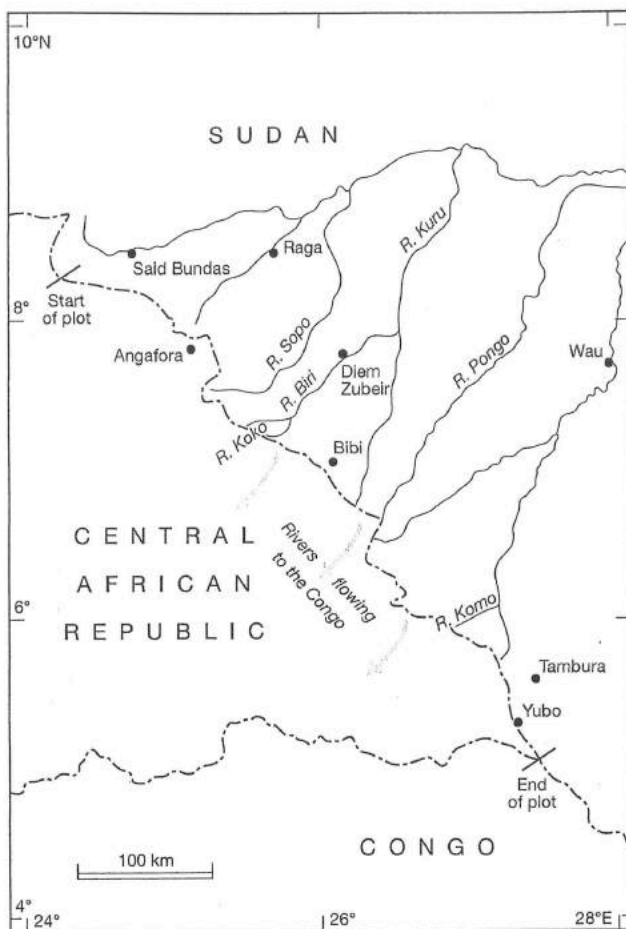 10°N
SUDAN
R. Kuru
Raga
Said Bundas
Start
of plot
8°
Angafora
R. Sopo
R. Biri
Diem
Zubeir
R. Pongo
Wau
R. Koko
Bibi
CENTRAL
AFRICAN
REPUBLIC
Rivers flowing
to the Congo
6°
R. Komo
Tambura
Yubo
End
of plot
CONGO
100 km
4°
24°
26°
28°E